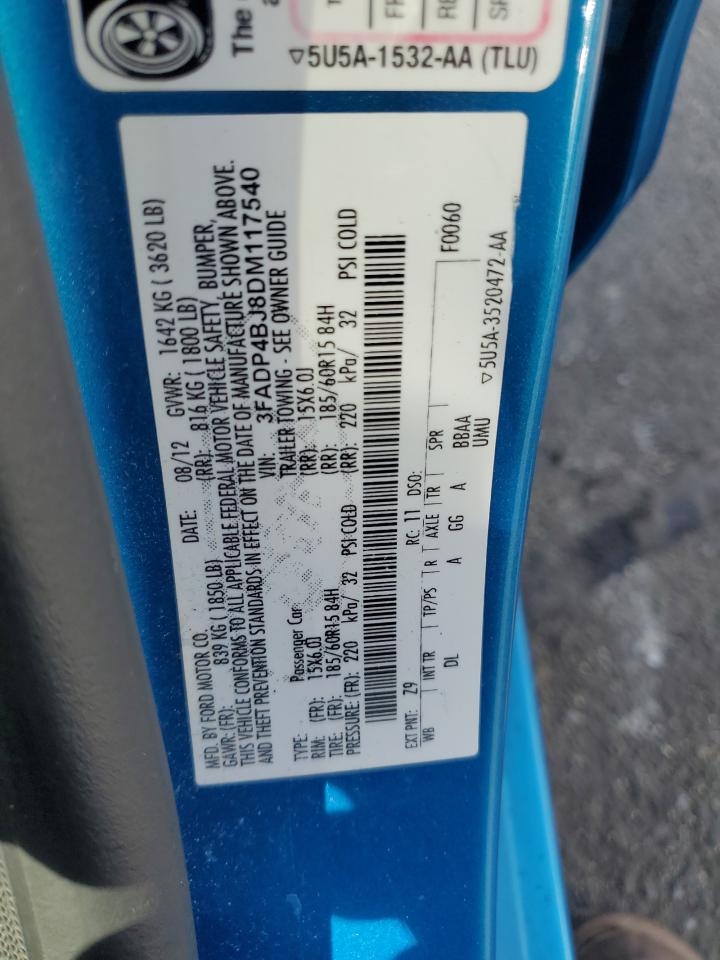 The
a
T
FR
RE
SP
▽5U5A-1532-AA (TLU)
MFD. BY FORD MOTOR CO. DATE: 08/12 GVWR: 1642 KG ( 3620 LB)
GAWR:(FR): 839 KG ( 1850 LB) (RR): 816 KG ( 1800 LB)
THIS VEHICLE CONFORMS TO ALL APPLICABLE FEDERAL MOTOR VEHICLE SAFETY, BUMPER,
AND THEFT PREVENTION STANDARDS IN EFFECT ON THE DATE OF MANUFACTURE SHOWN ABOVE.
VIN: 3FADP4BJ8DM117540
TYPE: Passenger Car TRAILER TOWING - SEE OWNER GUIDE
RIM: (FR): 15X6.0J (RR): 15X6.0J
TIRE: (FR): 185/60R15 84H (RR): 185/60R15 84H
PRESSURE: (FR): 220 kPa/ 32 PSI COLD (RR): 220 kPa/ 32 PSI COLD
EXT PNT: Z9 RC: 11 DSO: F0060
WB INT TR TP/PS R AXLE TR SPR
DL A GG A BBAA
UMU
▽5U5A-3520472-AA